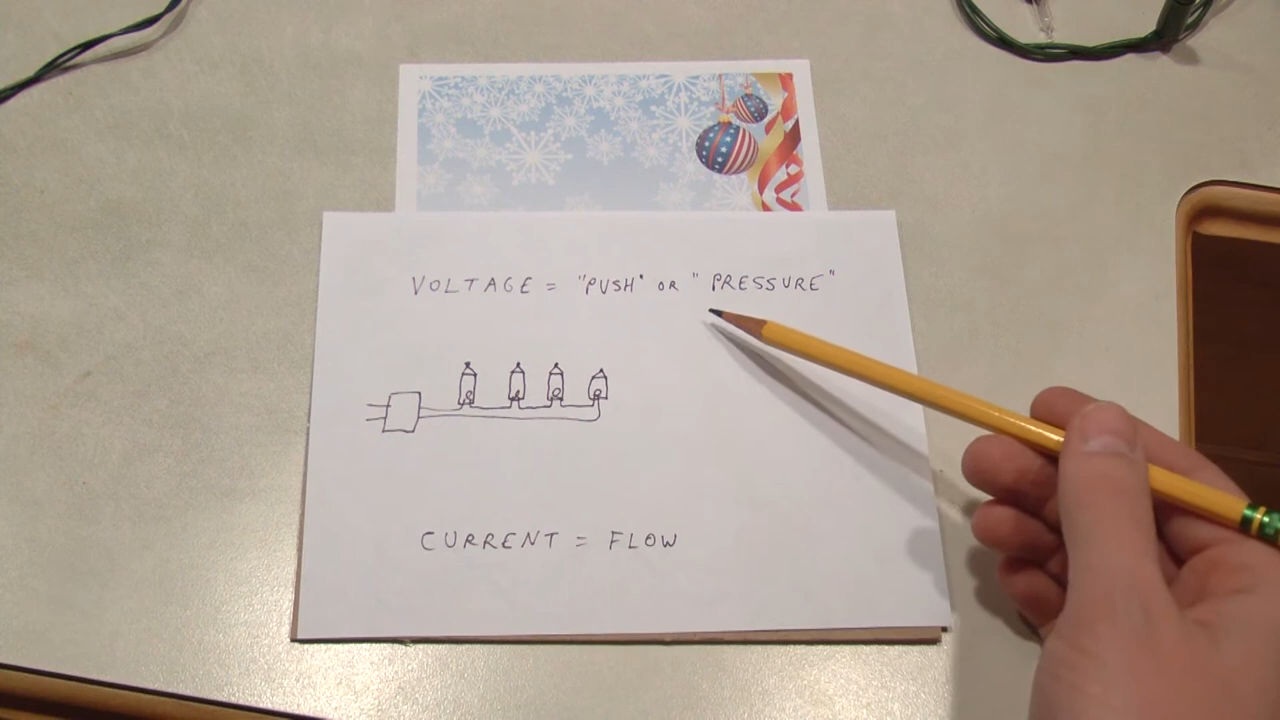 VOLTAGE = "PUSH" OR "PRESSURE"
CURRENT = FLOW